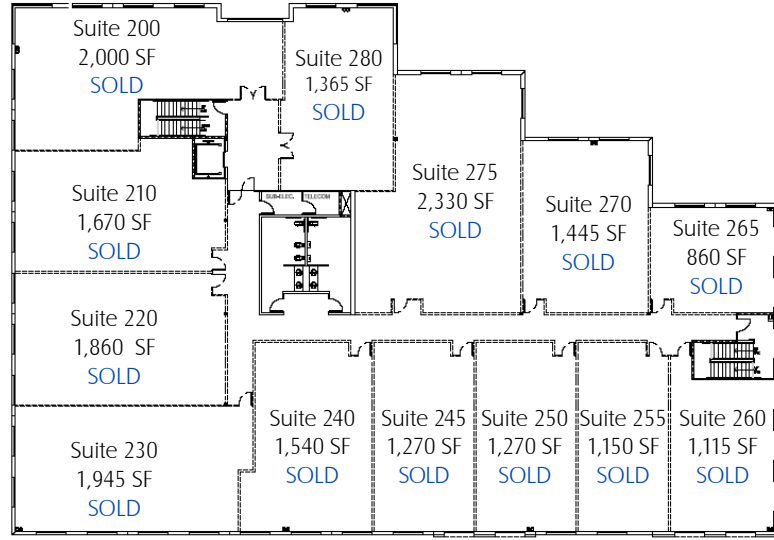 Suite 200
2,000 SF
SOLD
Suite 280
1,365 SF
SOLD
Suite 275
2,330 SF
SOLD
Suite 270
1,445 SF
SOLD
Suite 265
860 SF
SOLD
Suite 210
1,670 SF
SOLD
SUB-ELEC.
TELECOM
Suite 220
1,860 SF
SOLD
Suite 230
1,945 SF
SOLD
Suite 240
1,540 SF
SOLD
Suite 245
1,270 SF
SOLD
Suite 250
1,270 SF
SOLD
Suite 255
1,150 SF
SOLD
Suite 260
1,115 SF
SOLD